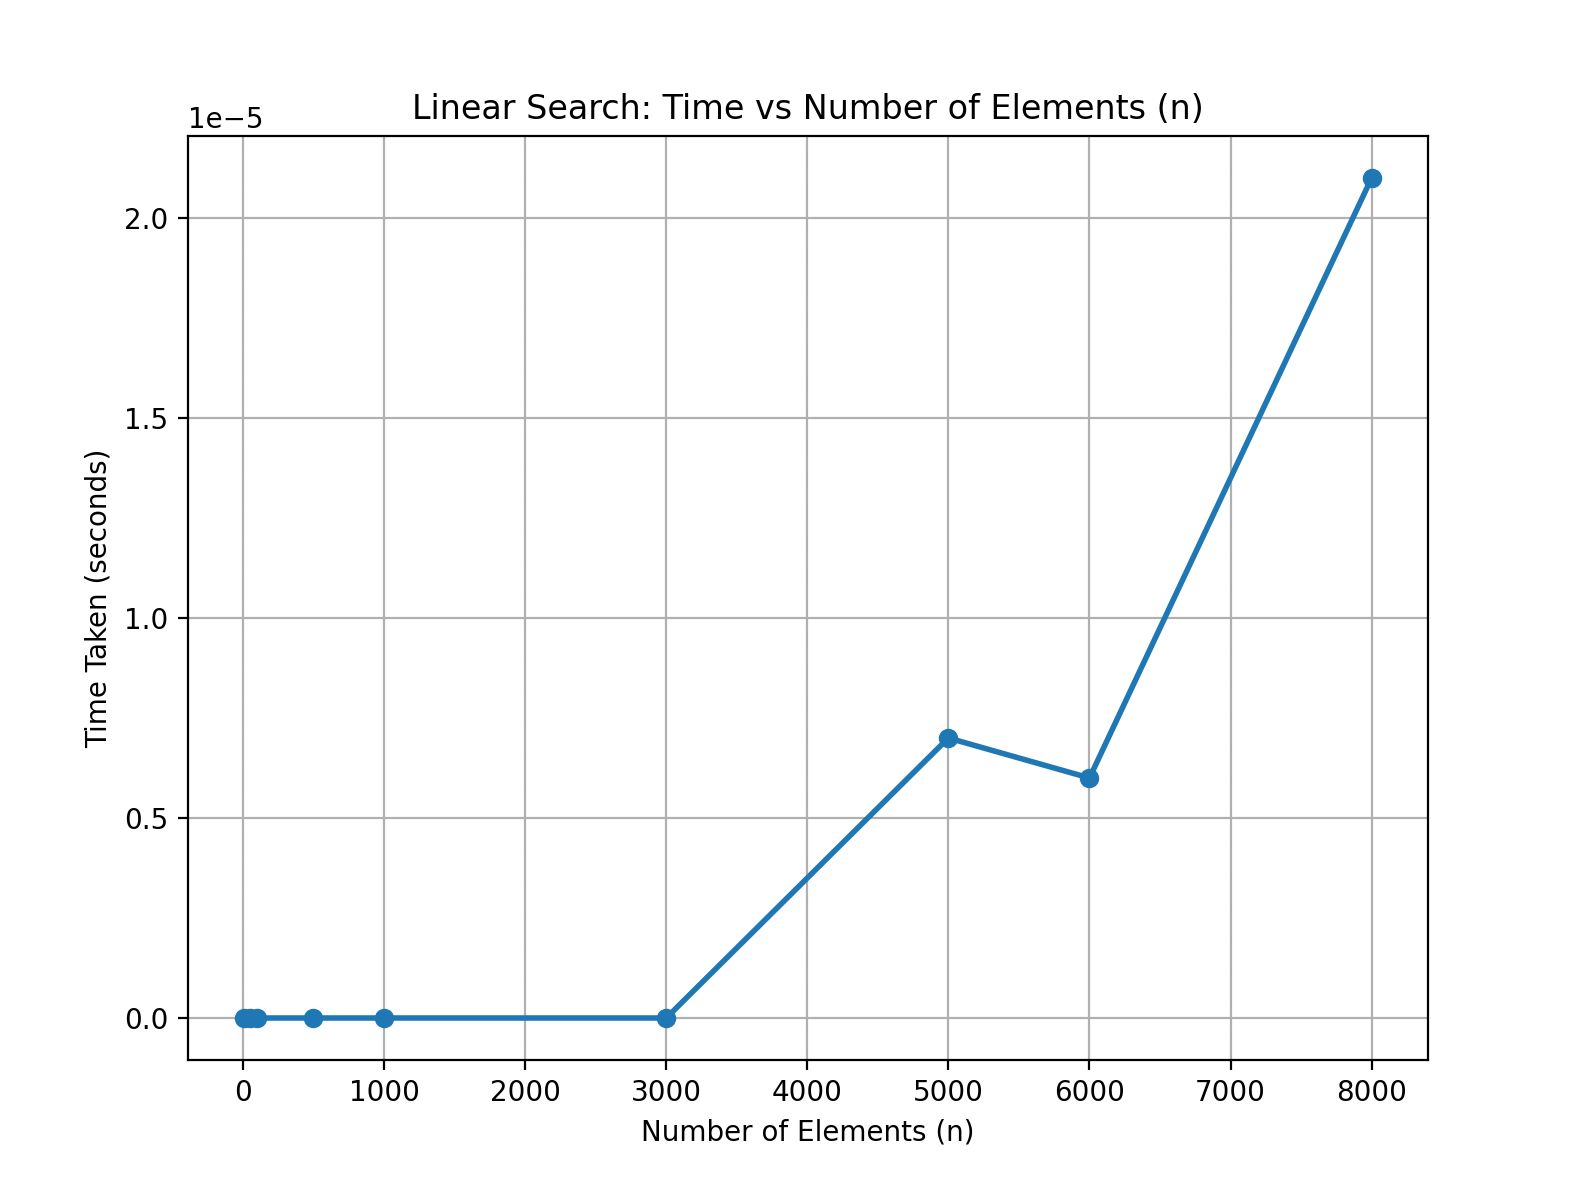 Linear Search: Time vs Number of Elements (n)
1e−5
2.0
1.5
1.0
0.5
0.0
Time Taken (seconds)
0 1000 2000 3000 4000 5000 6000 7000 8000
Number of Elements (n)